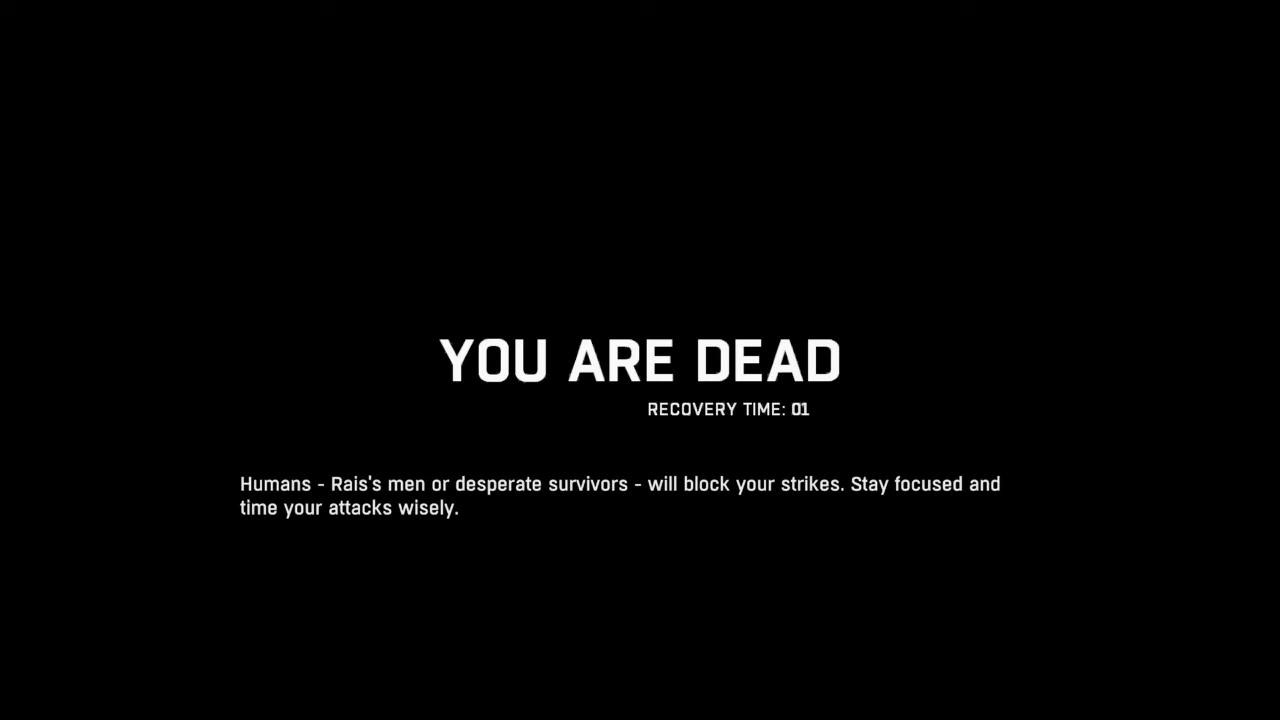 YOU ARE DEAD
RECOVERY TIME: 01
Humans - Rais's men or desperate survivors - will block your strikes. Stay focused and
time your attacks wisely.